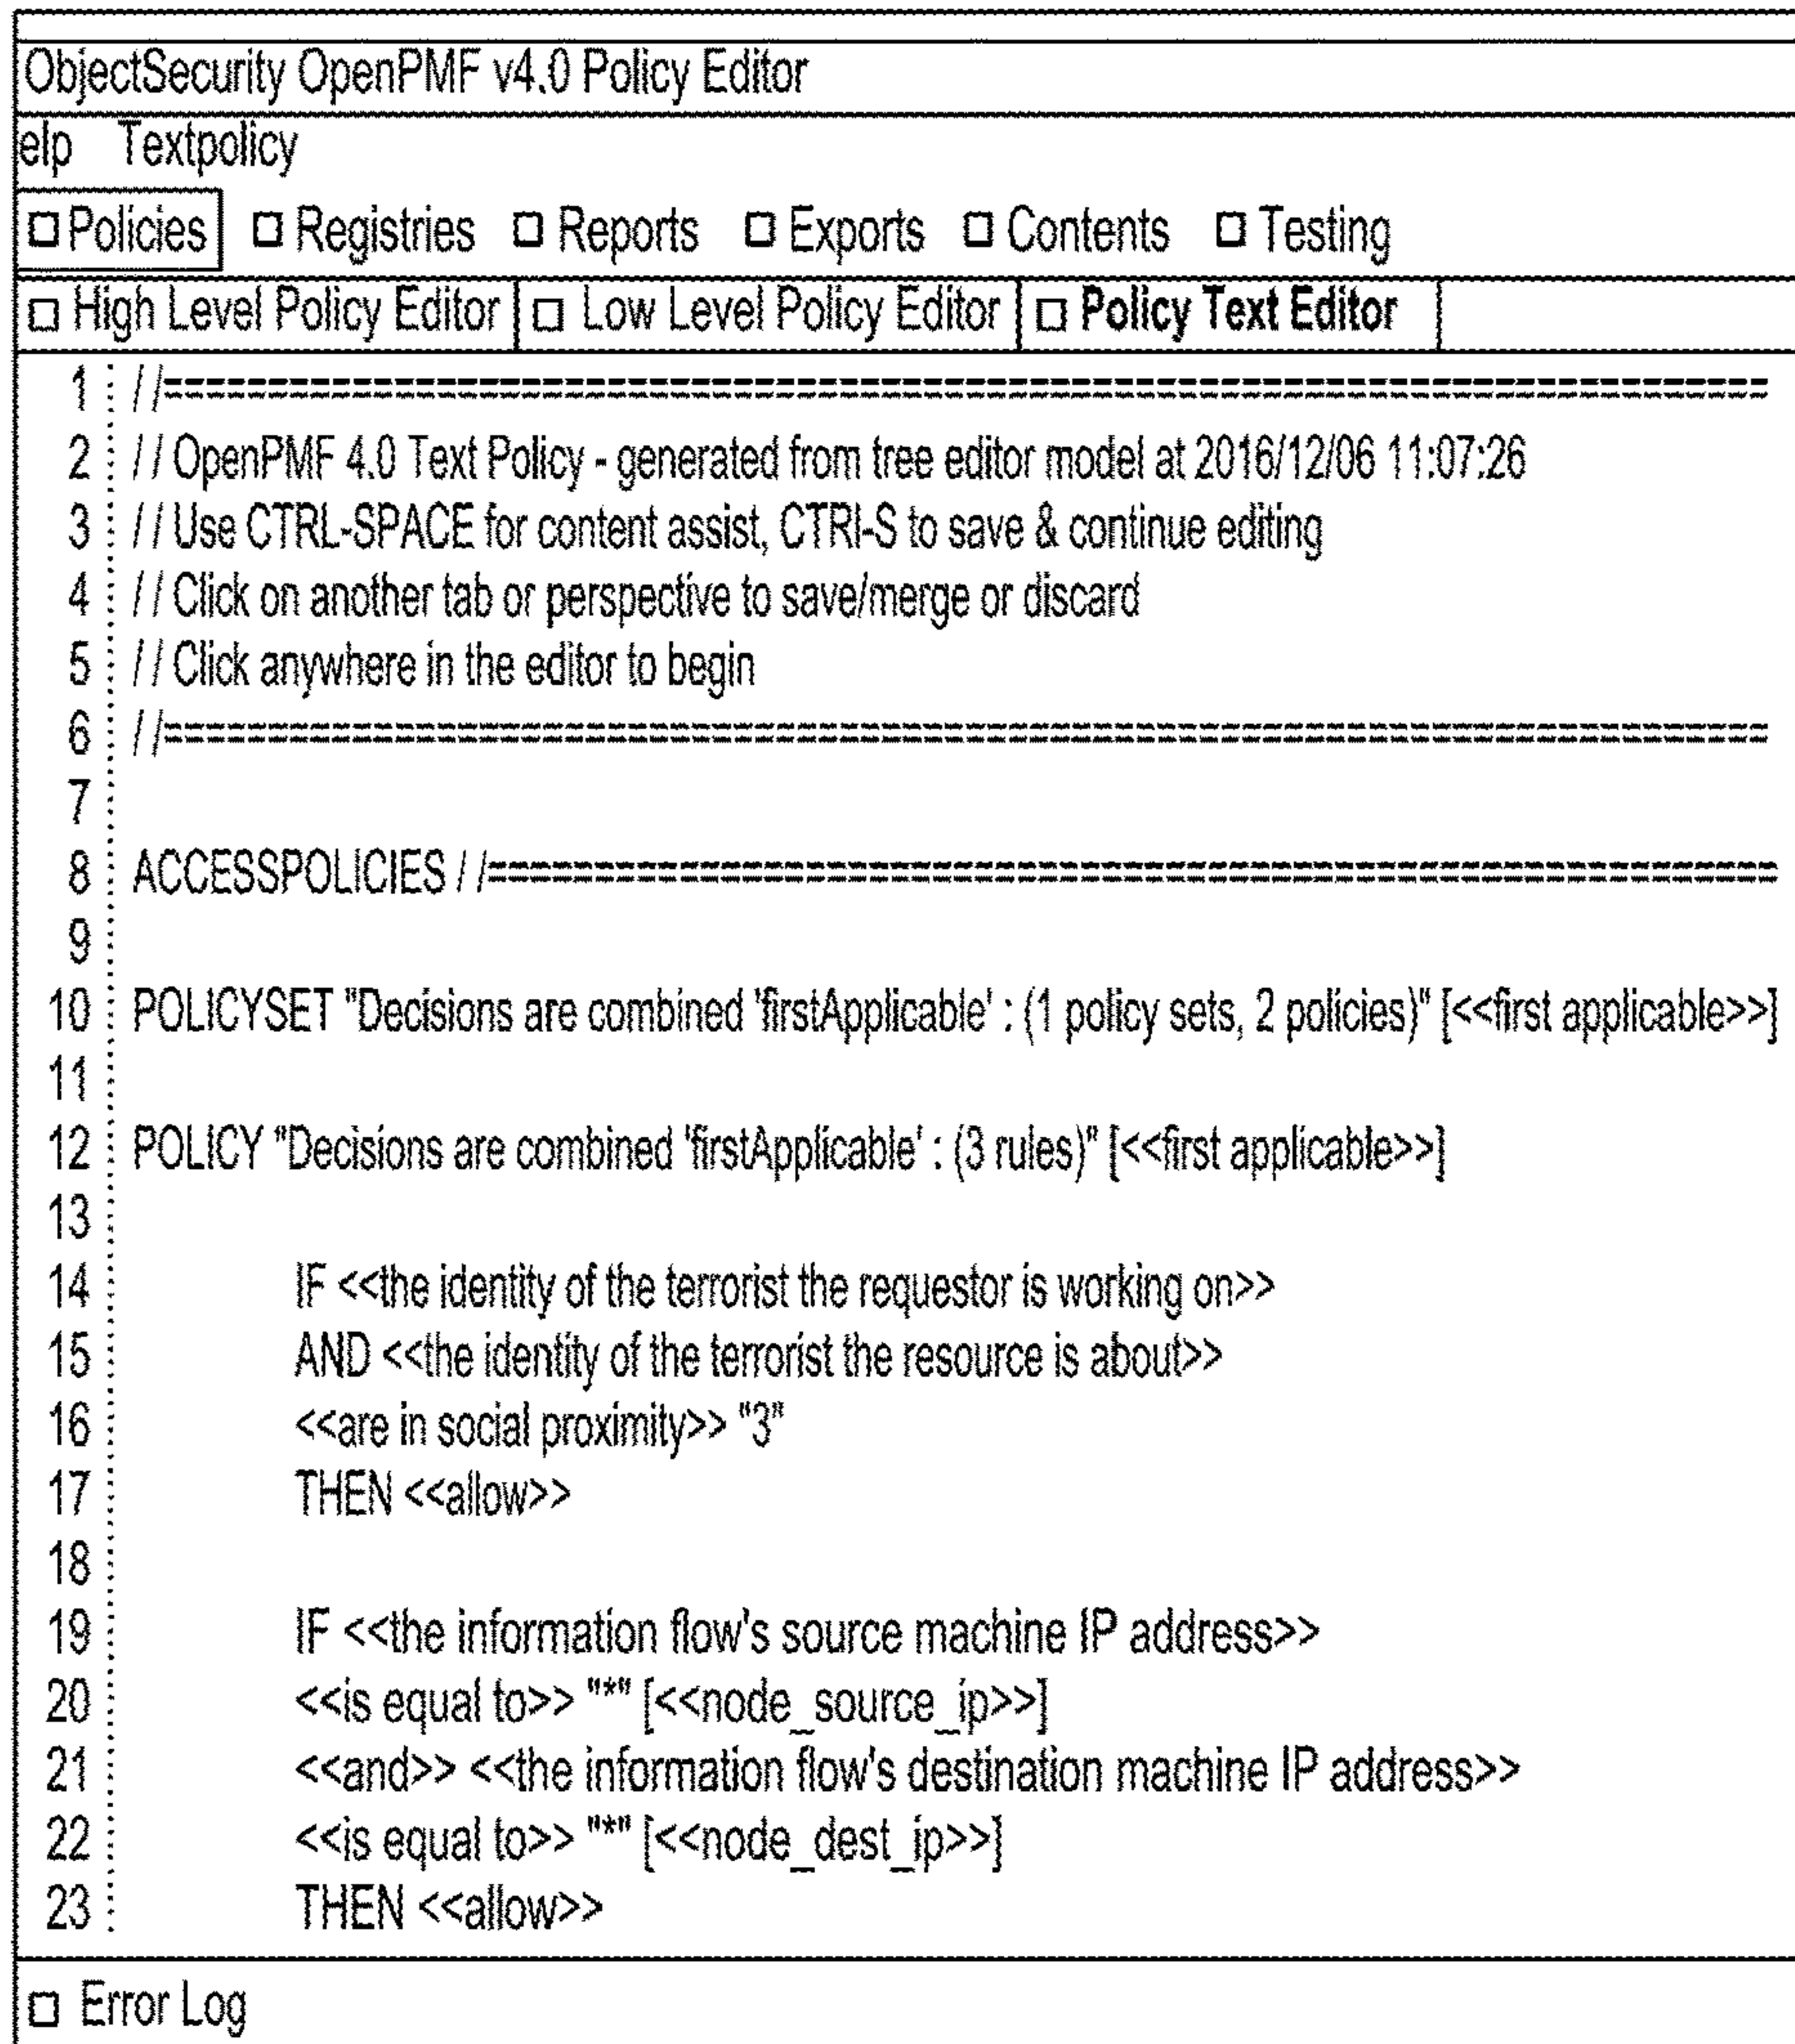 ObjectSecurity OpenPMF v4.0 Policy Editor
elp Textpolicy
Policies Registries Reports Exports Contents Testing
High Level Policy Editor Low Level Policy Editor Policy Text Editor
1 //============================================================================
2 // OpenPMF 4.0 Text Policy - generated from tree editor model at 2016/12/06 11:07:26
3 // Use CTRL-SPACE for content assist, CTRl-S to save & continue editing
4 // Click on another tab or perspective to save/merge or discard
5 // Click anywhere in the editor to begin
6 //============================================================================
7
8 ACCESSPOLICIES //=============================================================
9
10 POLICYSET "Decisions are combined 'firstApplicable' : (1 policy sets, 2 policies)" [<<first applicable>>]
11
12 POLICY "Decisions are combined 'firstApplicable' : (3 rules)" [<<first applicable>>]
13
14 IF <<the identity of the terrorist the requestor is working on>>
15 AND <<the identity of the terrorist the resource is about>>
16 <<are in social proximity>> "3"
17 THEN <<allow>>
18
19 IF <<the information flow's source machine IP address>>
20 <<is equal to>> "*" [<<node_source_ip>>]
21 <<and>> <<the information flow's destination machine IP address>>
22 <<is equal to>> "*" [<<node_dest_ip>>]
23 THEN <<allow>>
Error Log